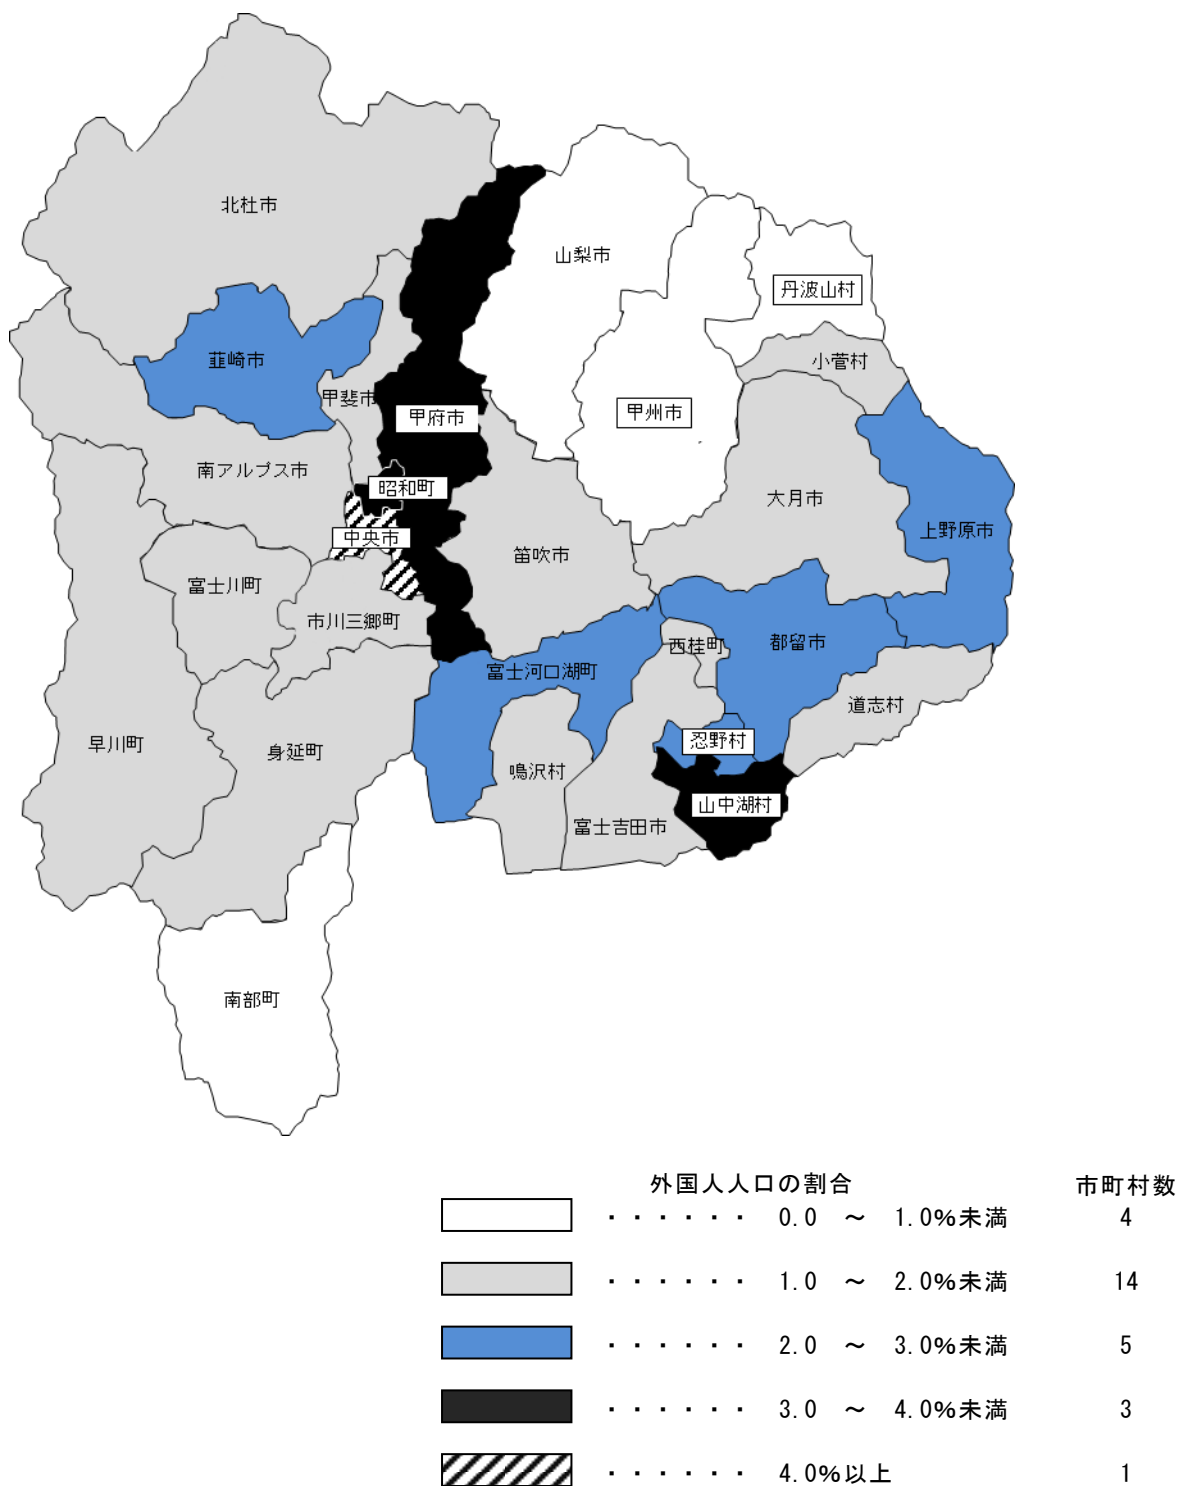 北杜市
山梨市
丹波山村
韮崎市
小菅村
甲斐市
甲府市
甲州市
南アルプス市
昭和町
大月市
上野原市
中央市
笛吹市
富士川町
市川三郷町
都留市
西桂町
富士河口湖町
道志村
早川町
身延町
忍野村
鳴沢村
山中湖村
富士吉田市
南部町
外国人人口の割合 市町村数
・・・・・・ 0.0 ～ 1.0%未満 4
・・・・・・ 1.0 ～ 2.0%未満 14
・・・・・・ 2.0 ～ 3.0%未満 5
・・・・・・ 3.0 ～ 4.0%未満 3
・・・・・・ 4.0%以上 1